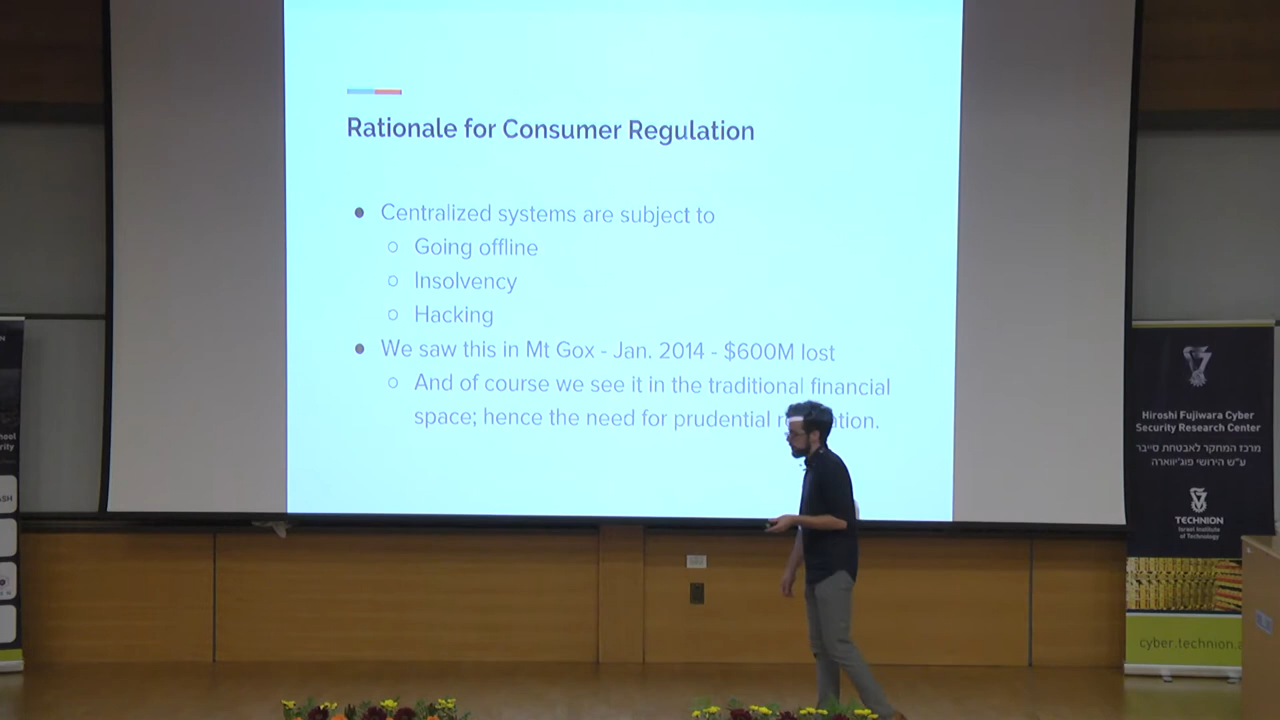 Rationale for Consumer Regulation
● Centralized systems are subject to
○ Going offline
○ Insolvency
○ Hacking
● We saw this in Mt Gox - Jan. 2014 - $600M lost
○ And of course we see it in the traditional financial
space; hence the need for prudential
Hiroshi Fujiwara Cyber
Security Research Center
מרכז המחקר לאבטחת סייבר
ע"ש הירושי פוג'יווארה
TECHNION
Israel Institute
of Technology
cyber.technion.a